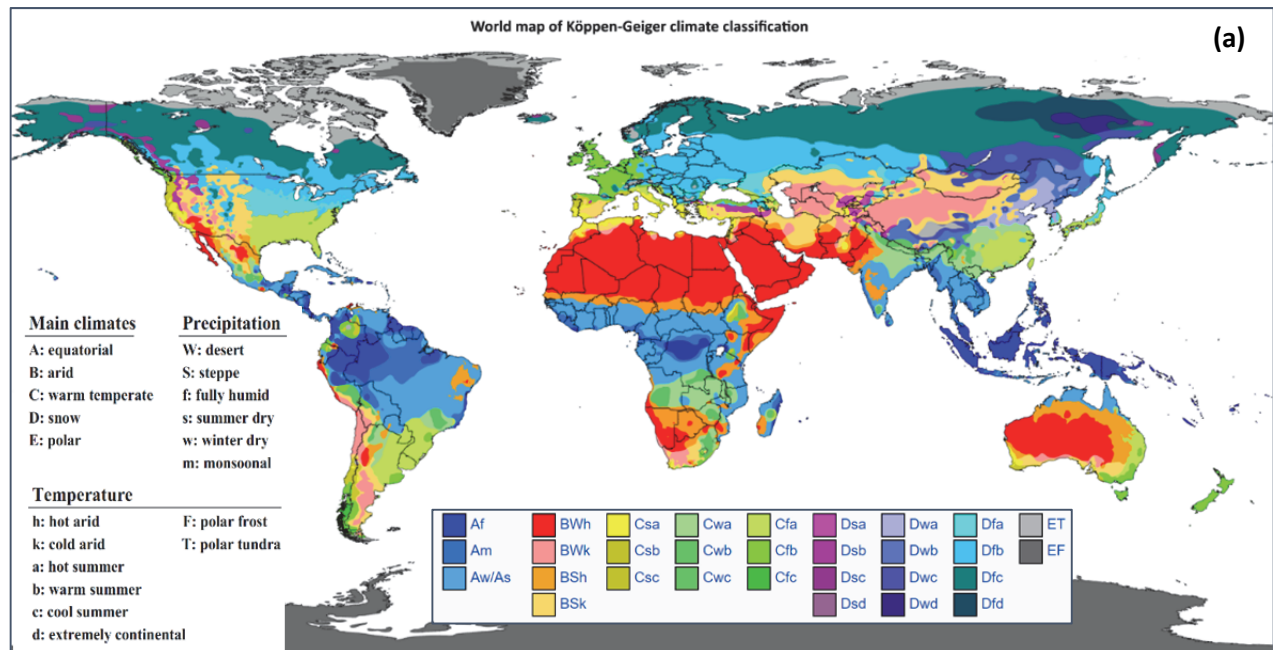 World map of Köppen-Geiger climate classification
(a)
Main climates
A: equatorial
B: arid
C: warm temperate
D: snow
E: polar
Precipitation
W: desert
S: steppe
f: fully humid
s: summer dry
w: winter dry
m: monsoonal
Temperature
h: hot arid
k: cold arid
a: hot summer
b: warm summer
c: cool summer
d: extremely continental
F: polar frost
T: polar tundra
Af
Am
Aw/As
BWh
BWk
BSh
BSk
Csa
Csb
Csc
Cwa
Cwb
Cwc
Cfa
Cfb
Cfc
Dsa
Dsb
Dsc
Dsd
Dwa
Dwb
Dwc
Dwd
Dfa
Dfb
Dfc
Dfd
ET
EF